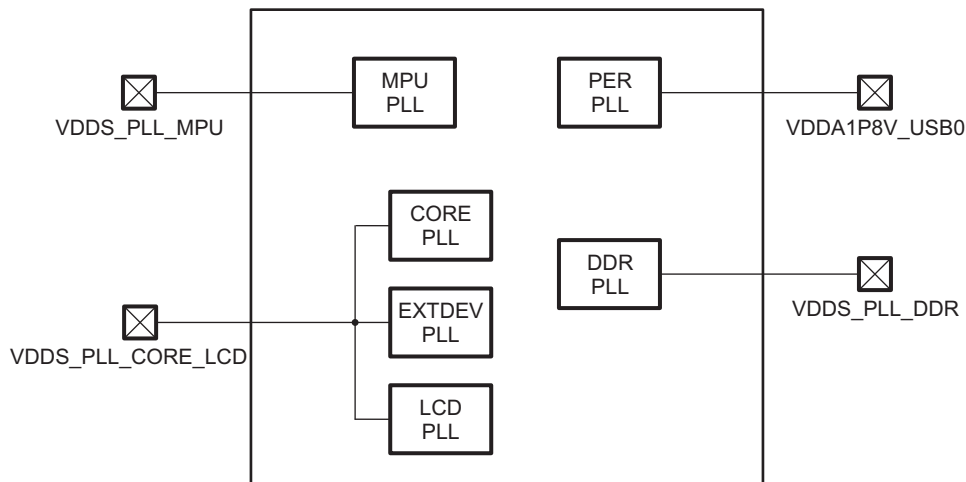 MPU
PLL
PER
PLL
VDDS_PLL_MPU
VDDA1P8V_USB0
CORE
PLL
DDR
PLL
EXTDEV
PLL
VDDS_PLL_DDR
VDDS_PLL_CORE_LCD
LCD
PLL